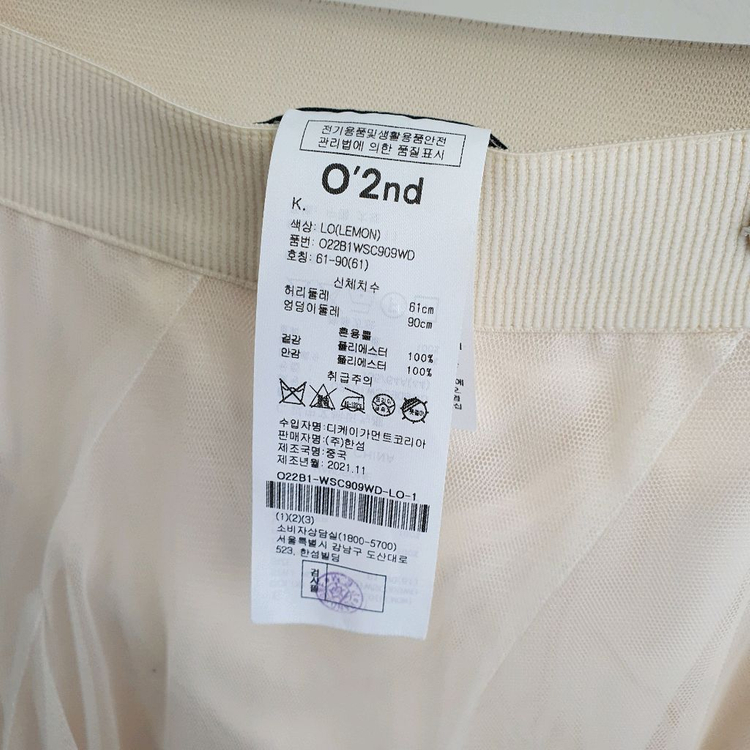 전기용품및생활용품안전
관리법에 의한 품질표시
O'2nd
K.
색상: LO(LEMON)
품번: O22B1WSC909WD
호칭: 61-90(61)
신체치수
허리둘레 61cm
엉덩이둘레 90cm
혼용률
겉감 폴리에스터 100%
안감 폴리에스터 100%
취급주의
수입자명:디케이가먼트코리아
판매자명:(주)한섬
제조국명:중국
제조년월: 2021.11
O22B1-WSC909WD-LO-1
(1)(2)(3)
소비자상담실(1800-5700)
서울특별시 강남구 도산대로
523, 한섬빌딩
검사필